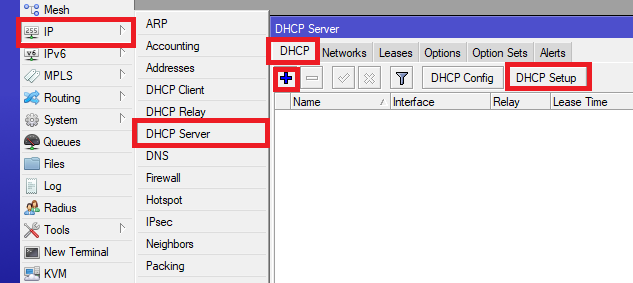 Mesh
IP
IPv6
MPLS
Routing
System
Queues
Files
Log
Radius
Tools
New Terminal
KVM
ARP
Accounting
Addresses
DHCP Client
DHCP Relay
DHCP Server
DNS
Firewall
Hotspot
IPsec
Neighbors
Packing
DHCP Server
DHCP Networks Leases Options Option Sets Alerts
DHCP Config DHCP Setup
Name Interface Relay Lease Time